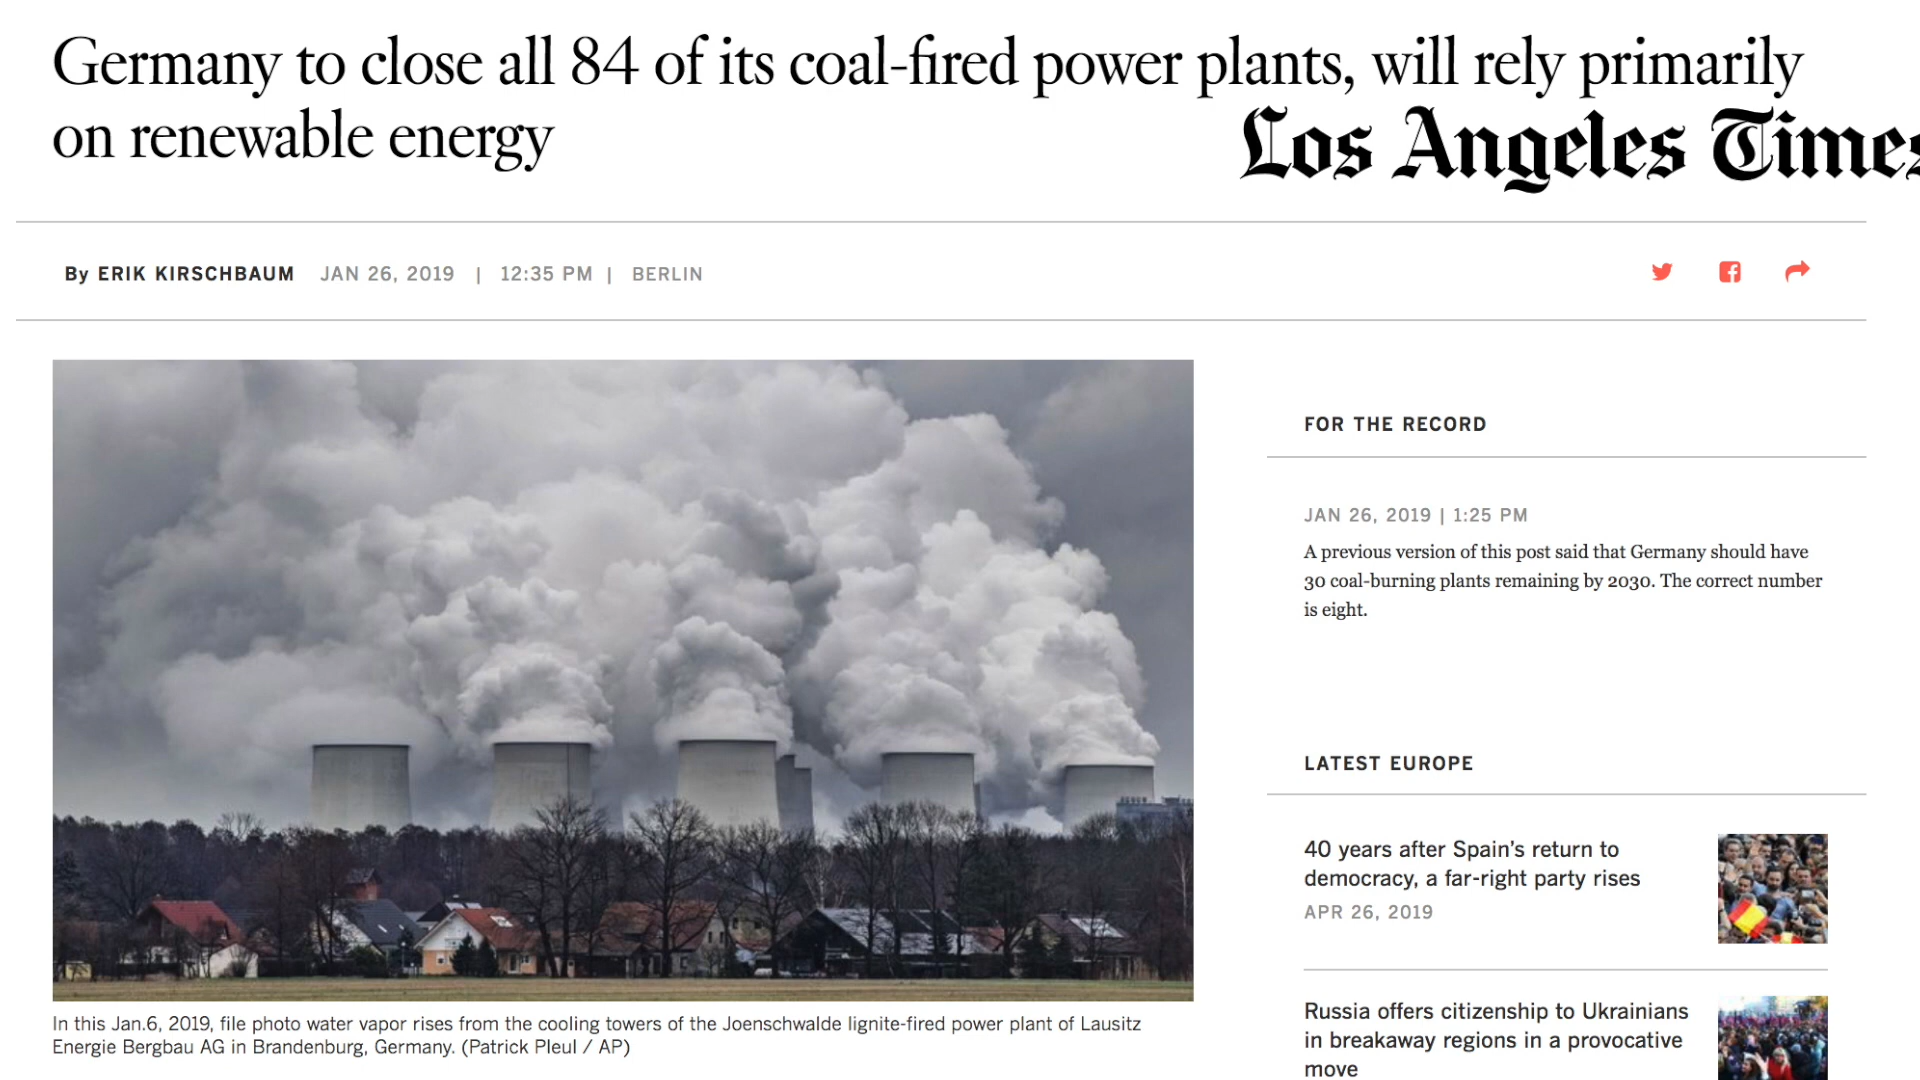 Germany to close all 84 of its coal-fired power plants, will rely primarily
on renewable energy
Los Angeles Times
By ERIK KIRSCHBAUM JAN 26, 2019 | 12:35 PM | BERLIN
FOR THE RECORD
JAN 26, 2019 | 1:25 PM
A previous version of this post said that Germany should have
30 coal-burning plants remaining by 2030. The correct number
is eight.
LATEST EUROPE
40 years after Spain's return to
democracy, a far-right party rises
APR 26, 2019
Russia offers citizenship to Ukrainians
in breakaway regions in a provocative
move
In this Jan.6, 2019, file photo water vapor rises from the cooling towers of the Joenschwalde lignite-fired power plant of Lausitz
Energie Bergbau AG in Brandenburg, Germany. (Patrick Pleul / AP)